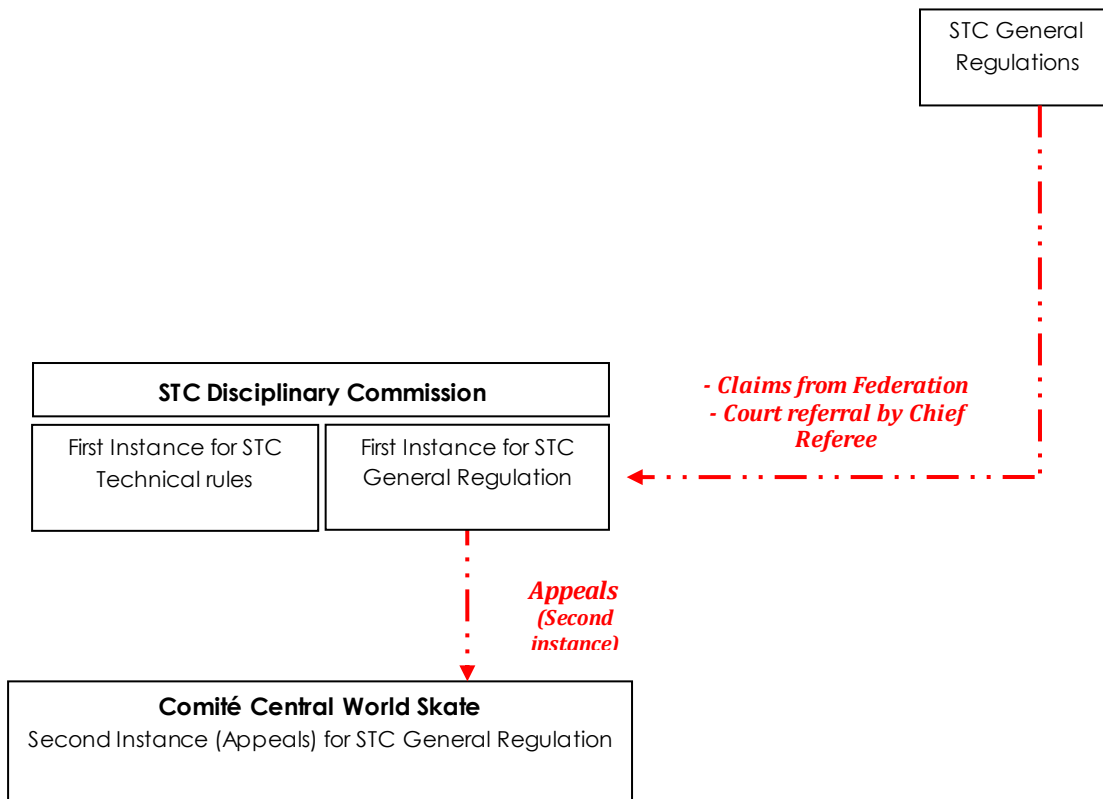 STC General
Regulations
STC Disciplinary Commission
First Instance for STC
Technical rules
First Instance for STC
General Regulation
- Claims from Federation
- Court referral by Chief
Referee
Appeals
(Second
instance)
Comité Central World Skate
Second Instance (Appeals) for STC General Regulation